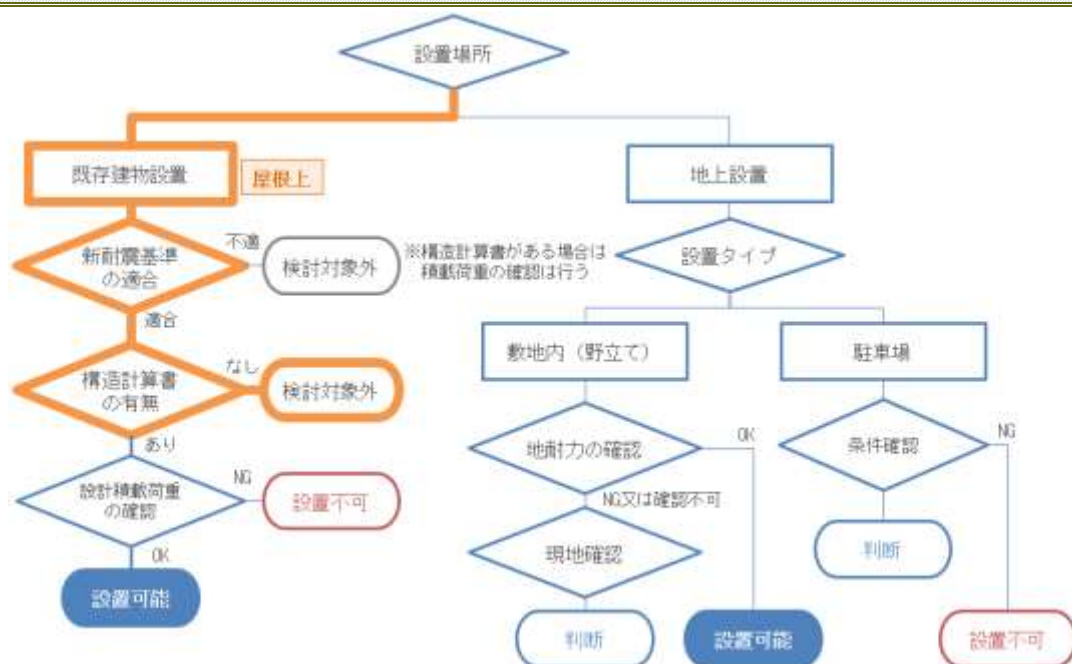 設置場所
既存建物設置
屋根上
地上設置
新耐震基準
の適合
不適
検討対象外
※構造計算書がある場合は
積載荷重の確認は行う
設置タイプ
適合
敷地内（野立て）
駐車場
構造計算書
の有無
なし
検討対象外
あり
地耐力の確認
OK
条件確認
NG
設計積載荷重
の確認
NG
設置不可
NG又は確認不可
OK
現地確認
判断
設置可能
判断
設置可能
設置不可